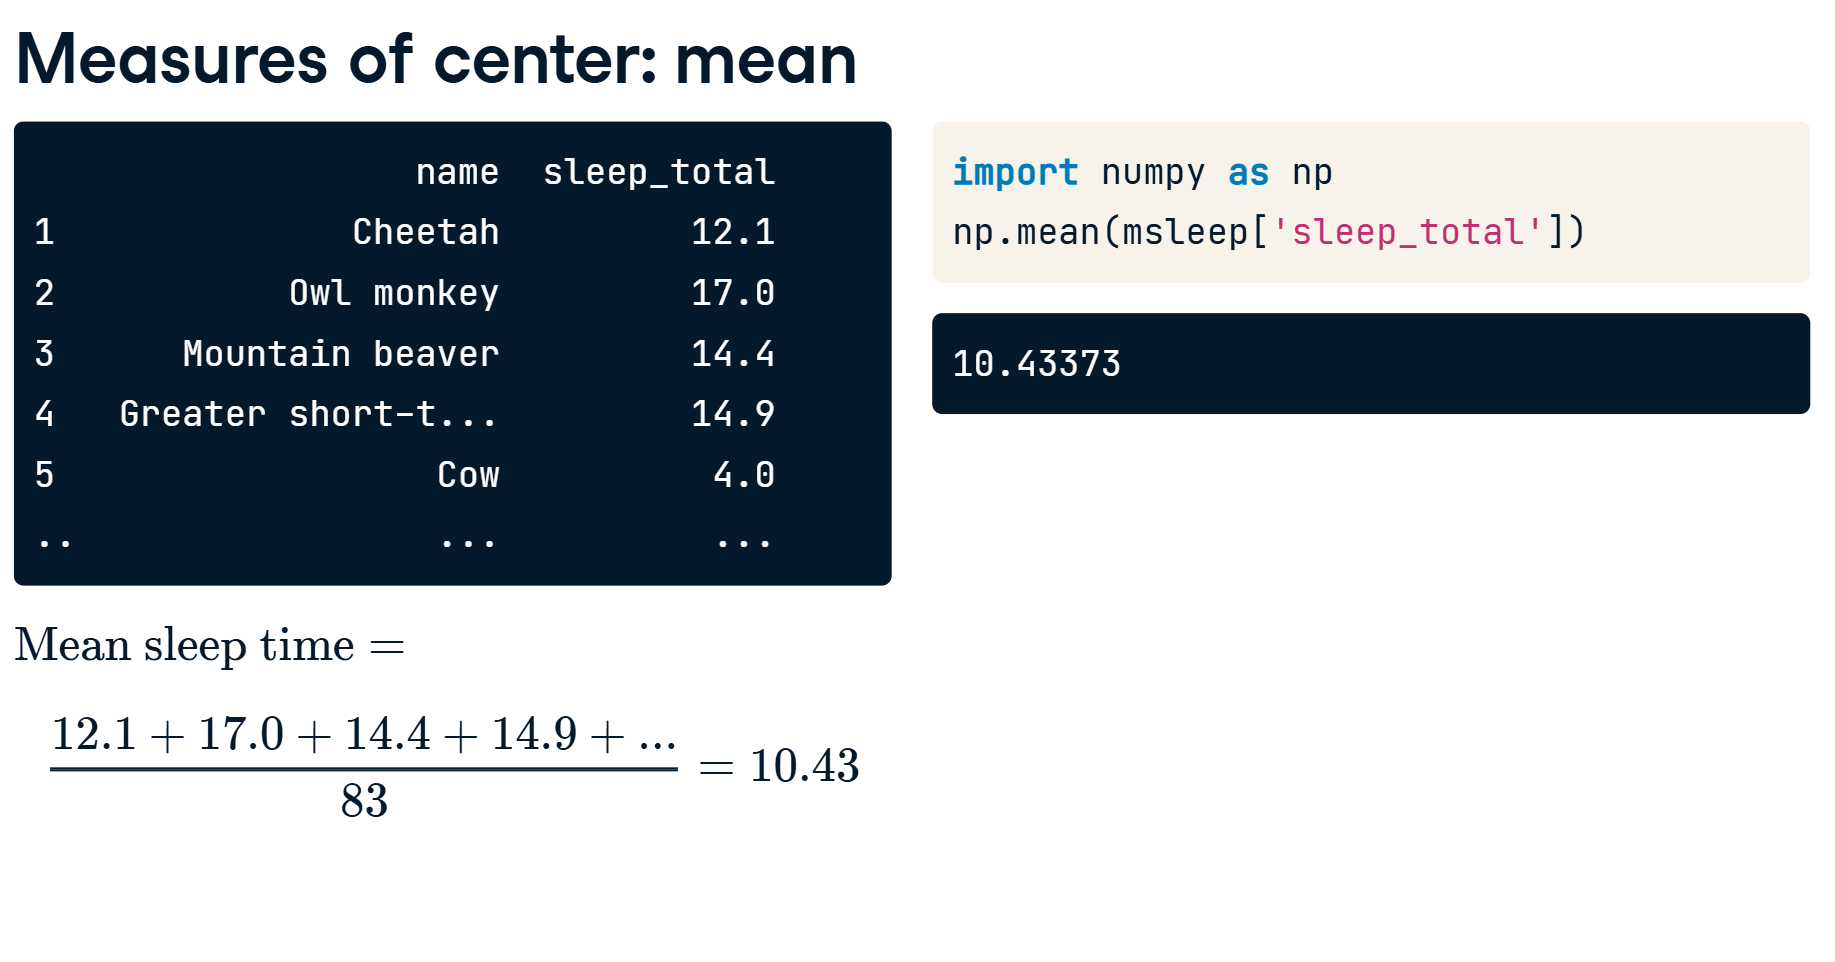 Measures of center: mean
name sleep_total
1 Cheetah 12.1
2 Owl monkey 17.0
3 Mountain beaver 14.4
4 Greater short-t... 14.9
5 Cow 4.0
.. ... ...
Mean sleep time =
12.1 + 17.0 + 14.4 + 14.9 + ...
83
= 10.43
import numpy as np
np.mean(msleep['sleep_total'])
10.43373